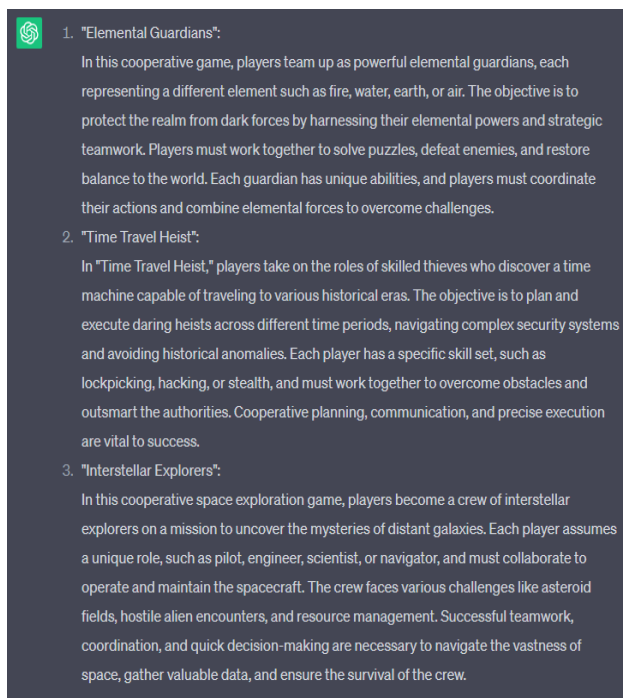 1. "Elemental Guardians":
In this cooperative game, players team up as powerful elemental guardians, each
representing a different element such as fire, water, earth, or air. The objective is to
protect the realm from dark forces by harnessing their elemental powers and strategic
teamwork. Players must work together to solve puzzles, defeat enemies, and restore
balance to the world. Each guardian has unique abilities, and players must coordinate
their actions and combine elemental forces to overcome challenges.
2. "Time Travel Heist":
In "Time Travel Heist," players take on the roles of skilled thieves who discover a time
machine capable of traveling to various historical eras. The objective is to plan and
execute daring heists across different time periods, navigating complex security systems
and avoiding historical anomalies. Each player has a specific skill set, such as
lockpicking, hacking, or stealth, and must work together to overcome obstacles and
outsmart the authorities. Cooperative planning, communication, and precise execution
are vital to success.
3. "Interstellar Explorers":
In this cooperative space exploration game, players become a crew of interstellar
explorers on a mission to uncover the mysteries of distant galaxies. Each player assumes
a unique role, such as pilot, engineer, scientist, or navigator, and must collaborate to
operate and maintain the spacecraft. The crew faces various challenges like asteroid
fields, hostile alien encounters, and resource management. Successful teamwork,
coordination, and quick decision-making are necessary to navigate the vastness of
space, gather valuable data, and ensure the survival of the crew.